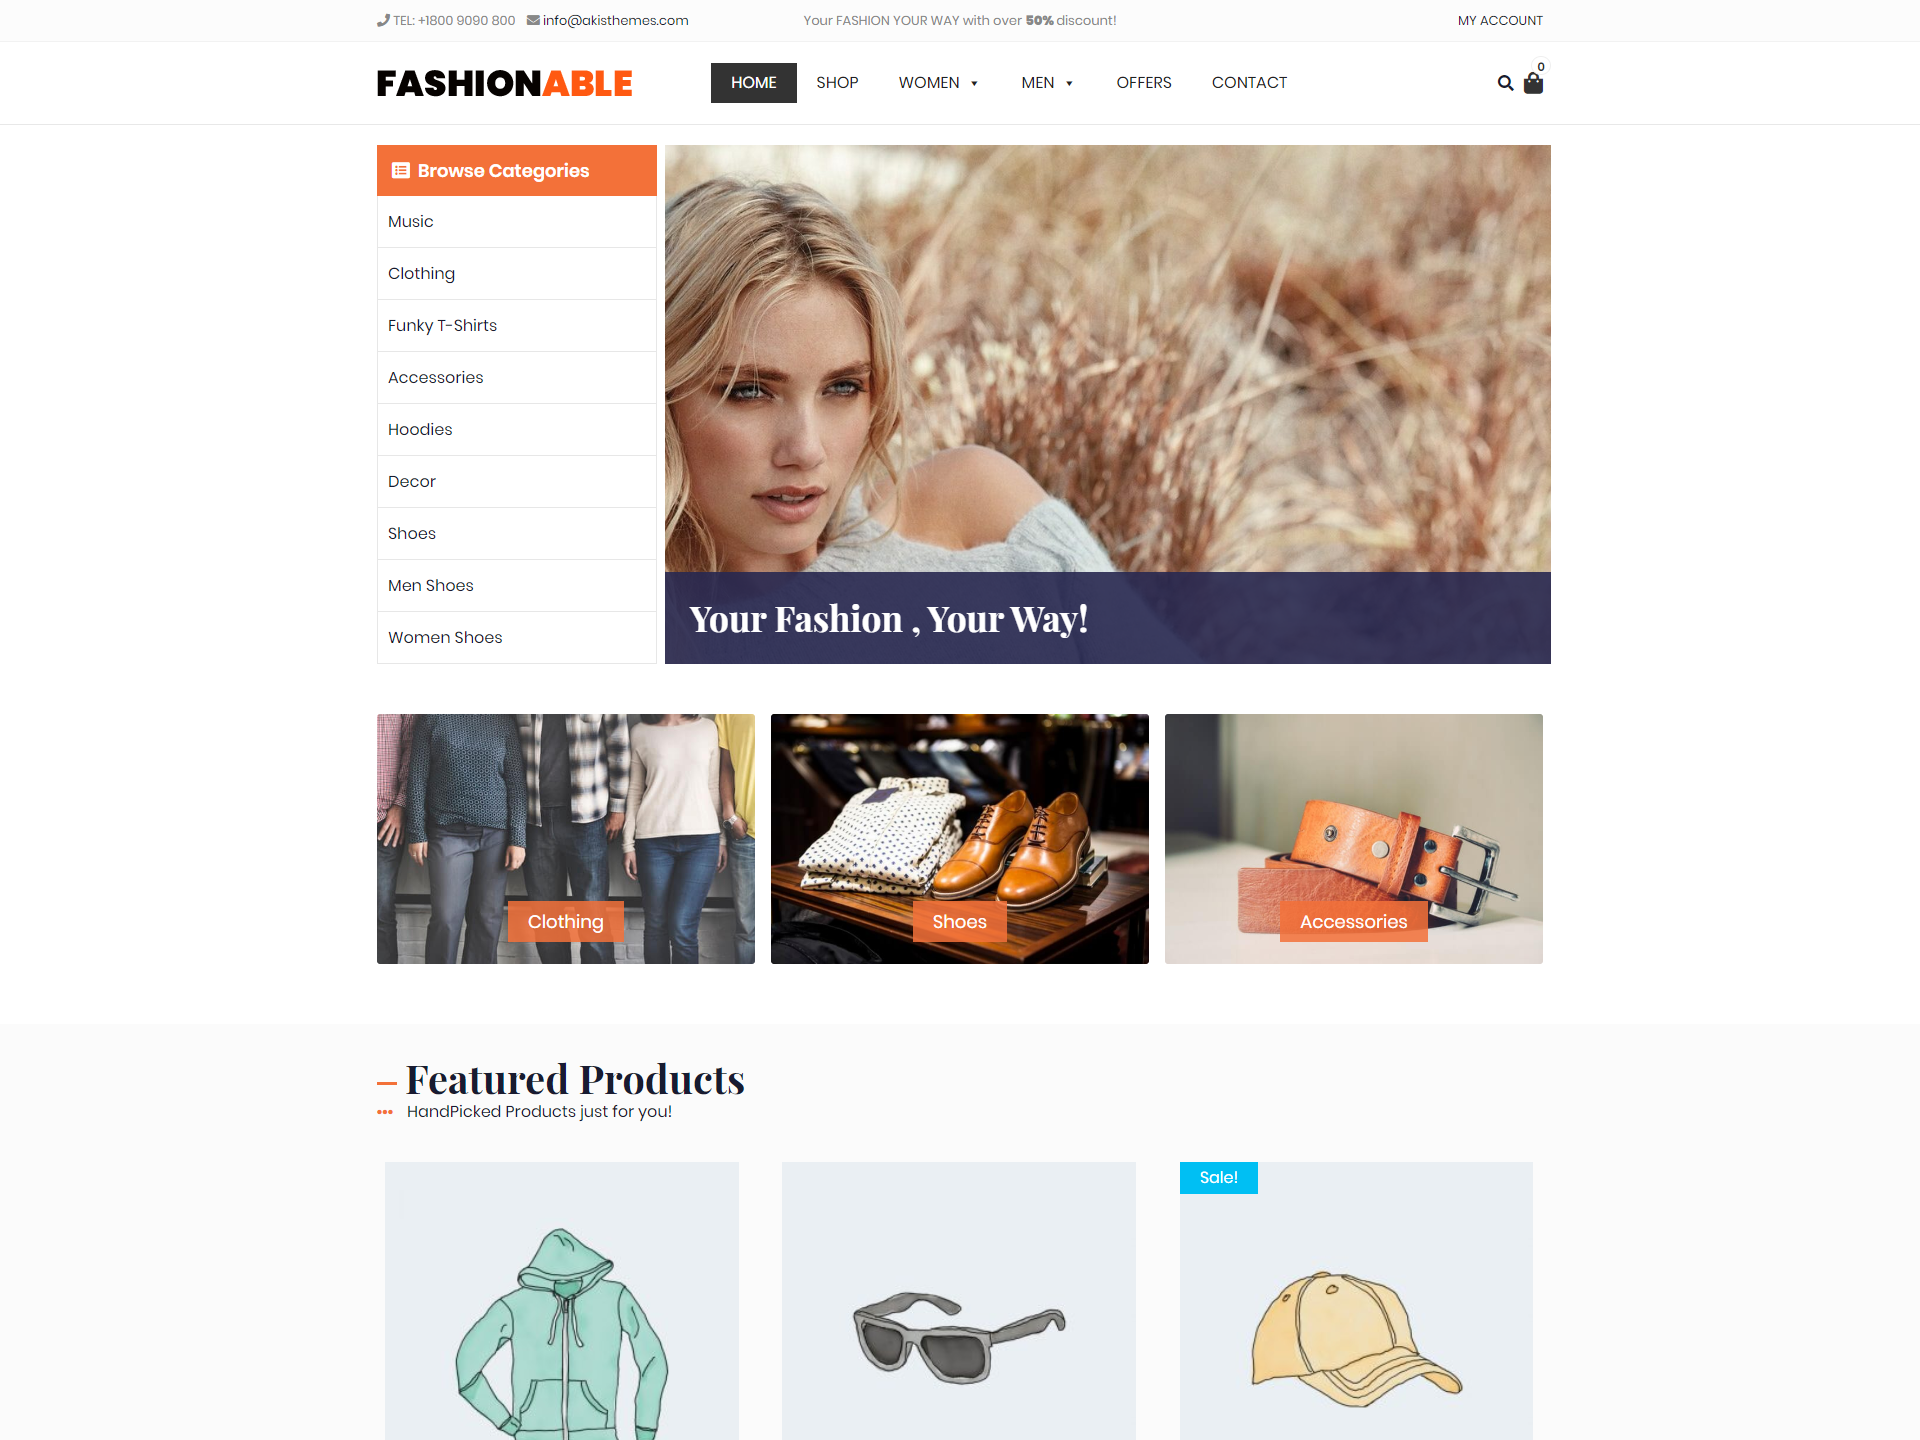 TEL: +1800 9090 800 info@akisthemes.com Your FASHION YOUR WAY with over 50% discount! MY ACCOUNT
FASHIONABLE HOME SHOP WOMEN MEN OFFERS CONTACT 0
Browse Categories
Music
Clothing
Funky T-Shirts
Accessories
Hoodies
Decor
Shoes
Men Shoes
Women Shoes
Your Fashion , Your Way!
Clothing Shoes Accessories
Featured Products
HandPicked Products just for you!
Sale!